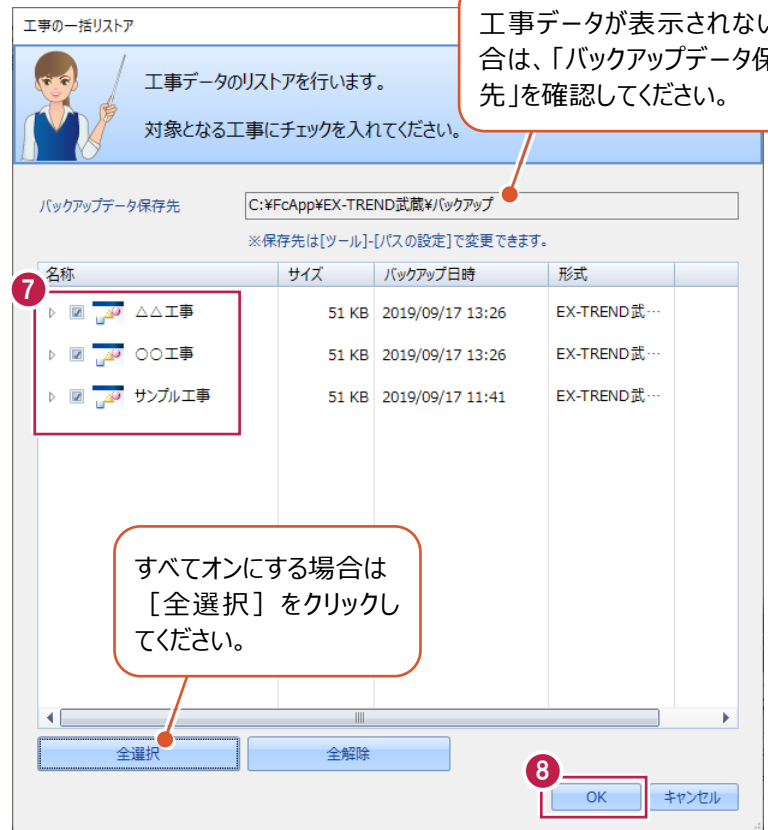 工事の一括リストア
工事データが表示されない
合は、「バックアップデータ保
先」を確認してください。
工事データのリストアを行います。
対象となる工事にチェックを入れてください。
バックアップデータ保存先 C:¥FcApp¥EX-TREND武蔵¥バックアップ
※保存先は[ツール]-[パスの設定]で変更できます。
名称 サイズ バックアップ日時 形式
7
△△工事 51 KB 2019/09/17 13:26 EX-TREND武…
○○工事 51 KB 2019/09/17 13:26 EX-TREND武…
サンプル工事 51 KB 2019/09/17 11:41 EX-TREND武…
すべてオンにする場合は
［全選択］をクリックし
てください。
全選択 全解除
8
OK キャンセル